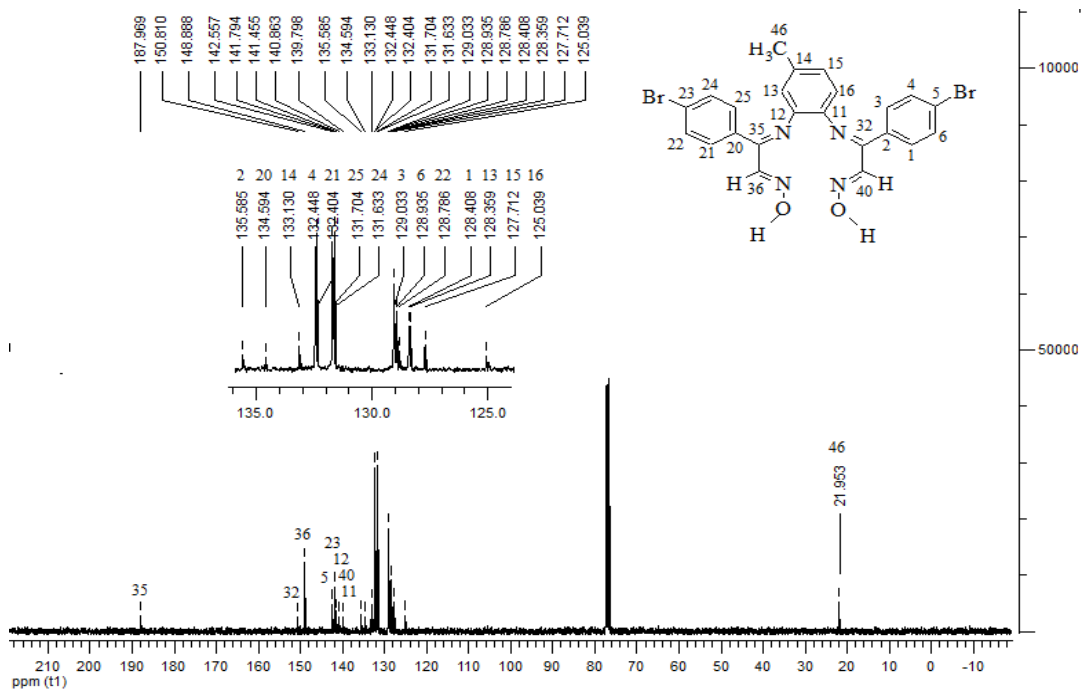 187.969 150.810 148.888 142.557 141.794 141.455 140.863 139.798 135.585 134.594 133.130 132.448 132.404 131.704 131.633 129.033 128.935 128.786 128.408 128.359 127.712 125.039
46
H₃C 14 15
24 13 16 4
Br 23 25 3 5 Br
12 11
22 35 N N 32 2 6
21 20 1
H 36 N N 40 H
O O
H H
10000
2 20 14 4 21 25 24 3 6 22 1 13 15 16
135.585 134.594 133.130 132.448 132.404 131.704 131.633 129.033 128.935 128.786 128.408 128.359 127.712 125.039
50000
135.0 130.0 125.0
46
21.953
36
23
12
5 40
35 32 11
210 200 190 180 170 160 150 140 130 120 110 100 90 80 70 60 50 40 30 20 10 0 -10
ppm (t1)